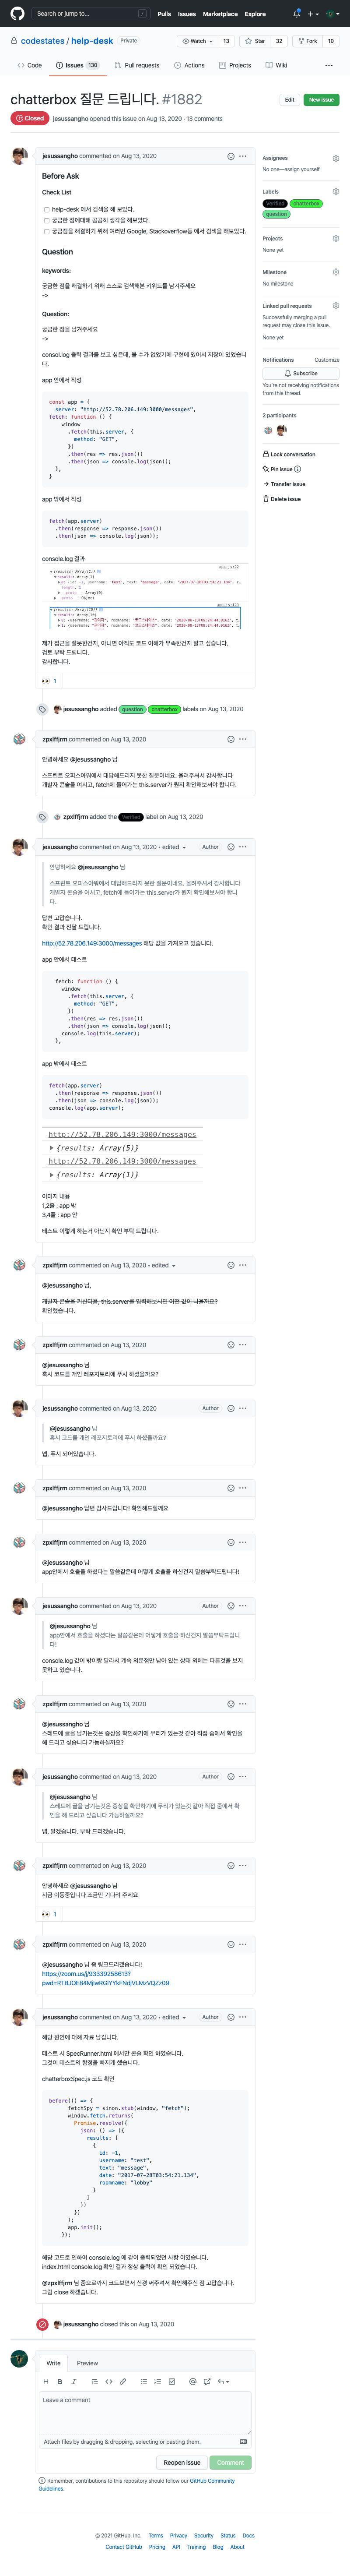 Search or jump to...
/
Pulls Issues Marketplace Explore
codestates / help-desk Private
Watch 13 Star 32 Fork 10
Code Issues 130 Pull requests Actions Projects Wiki
chatterbox 질문 드립니다. #1882
Edit New issue
Closed jesussangho opened this issue on Aug 13, 2020 · 13 comments
jesussangho commented on Aug 13, 2020
Before Ask
Check List
help-desk 에서 검색을 해 보았다.
궁금한 점에대해 곰곰히 생각을 해보았다.
궁금점을 해결하기 위해 여러번 Google, Stackoverflow등 에서 검색을 해보았다.
Question
keywords:
궁금한 점을 해결하기 위해 스스로 검색해본 키워드를 남겨주세요
->
Question:
궁금한 점을 남겨주세요
->
consol.log 출력 결과를 보고 싶은데, 볼 수가 없었기에 구현에 있어서 지장이 있었습니
다.
app 안에서 작성
const app = {
server: "http://52.78.206.149:3000/messages",
fetch: function () {
window
.fetch(this.server, {
method: "GET",
})
.then(res => res.json())
.then(json => console.log(json));
},
}
app 밖에서 작성
fetch(app.server)
.then(response => response.json())
.then(json => console.log(json));
console.log 결과
제가 접근을 잘못한건지, 아니면 아직도 코드 이해가 부족한건지 알고 싶습니다.
검토 부탁 드립니다.
감사합니다.
1
jesussangho added question chatterbox labels on Aug 13, 2020
zpxlffjrm commented on Aug 13, 2020
안녕하세요 @jesussangho 님
스프린트 오피스아워에서 대답해드리지 못한 질문이네요. 올려주셔서 감사합니다
개발자 콘솔을 여시고, fetch에 들어가는 this.server가 뭔지 확인해보셔야 합니다.
zpxlffjrm added the Verified label on Aug 13, 2020
jesussangho commented on Aug 13, 2020 • edited Author
안녕하세요 @jesussangho 님
스프린트 오피스아워에서 대답해드리지 못한 질문이네요. 올려주셔서 감사합니다
개발자 콘솔을 여시고, fetch에 들어가는 this.server가 뭔지 확인해보셔야 합니
다.
답변 고맙습니다.
확인 결과 전달 드립니다.
http://52.78.206.149:3000/messages 해당 값을 가져오고 있습니다.
app 안에서 테스트
fetch: function () {
window
.fetch(this.server, {
method: "GET",
})
.then(res => res.json())
.then(json => console.log(json));
console.log(this.server);
},
app 밖에서 테스트
fetch(app.server)
.then(response => response.json())
.then(json => console.log(json));
console.log(app.server);
http://52.78.206.149:3000/messages
{results: Array(5)}
http://52.78.206.149:3000/messages
{results: Array(1)}
이미지 내용
1,2줄 : app 밖
3,4줄 : app 안
테스트 이렇게 하는거 아닌지 확인 부탁 드립니다.
zpxlffjrm commented on Aug 13, 2020 • edited
@jesussangho 님,
개발자 콘솔을 키신다음, this.server를 입력해보시면 어떤 값이 나올까요?
확인했습니다.
zpxlffjrm commented on Aug 13, 2020
@jesussangho 님
혹시 코드를 개인 레포지토리에 푸시 하셨을까요?
jesussangho commented on Aug 13, 2020 Author
@jesussangho 님
혹시 코드를 개인 레포지토리에 푸시 하셨을까요?
넵, 푸시 되어있습니다.
zpxlffjrm commented on Aug 13, 2020
@jesussangho 답변 감사드립니다! 확인해드릴께요
zpxlffjrm commented on Aug 13, 2020
@jesussangho 님
app안에서 호출을 하셨다는 말씀같은데 어떻게 호출을 하신건지 말씀부탁드립니다!
jesussangho commented on Aug 13, 2020 Author
@jesussangho 님
app안에서 호출을 하셨다는 말씀같은데 어떻게 호출을 하신건지 말씀부탁드립니
다!
console.log 값이 밖이랑 달라서 계속 의문점만 남아 있는 상태 외에는 다른것을 보지
못하고 있습니다.
zpxlffjrm commented on Aug 13, 2020
@jesussangho 님
스레드에 글을 남기는것은 증상을 확인하기에 무리가 있는것 같아 직접 줌에서 확인을
해 드리고 싶습니다 가능하실까요?
jesussangho commented on Aug 13, 2020 Author
@jesussangho 님
스레드에 글을 남기는것은 증상을 확인하기에 무리가 있는것 같아 직접 줌에서 확
인을 해 드리고 싶습니다 가능하실까요?
넵, 알겠습니다. 부탁 드리겠습니다.
zpxlffjrm commented on Aug 13, 2020
안녕하세요 @jesussangho 님
지금 이동중입니다 조금만 기다려 주세요
1
zpxlffjrm commented on Aug 13, 2020
@jesussangho 님 줌 링크드리겠습니다!
https://zoom.us/j/93339258613?
pwd=RTBJOE84MjIwRGlYYkFNdjVLMzVQZz09
jesussangho commented on Aug 13, 2020 • edited Author
해당 원인에 대해 자료 남깁니다.
테스트 시 SpecRunner.html 에서만 콘솔 확인 하였습니다.
그것이 테스트의 함정을 빠지게 했습니다.
chatterboxSpec.js 코드 확인
before(() => {
fetchSpy = sinon.stub(window, "fetch");
window.fetch.returns(
Promise.resolve({
json: () => ({
results: [
{
id: -1,
username: "test",
text: "message"
date: "2017-07-28T03:54:21.134",
roomname: "lobby"
}
]
})
})
);
app.init();
});
해당 코드로 인하여 console.log 에 같이 출력되었던 사항 이였습니다.
index.html console.log 확인 결과 정상 출력이 확인 되었습니다.
@zpxlffjrm 님 줌으로까지 코드보면서 신경 써주셔서 확인해주신 점 고맙습니다.
그럼 close 하겠습니다.
jesussangho closed this on Aug 13, 2020
Write Preview
Leave a comment
Attach files by dragging & dropping, selecting or pasting them.
Reopen issue Comment
Remember, contributions to this repository should follow our GitHub Community
Guidelines.
Assignees
No one—assign yourself
Labels
Verified chatterbox
question
Projects
None yet
Milestone
No milestone
Linked pull requests
Successfully merging a pull
request may close this issue.
None yet
Notifications Customize
Subscribe
You're not receiving notifications
from this thread.
2 participants
Lock conversation
Pin issue
Transfer issue
Delete issue
© 2021 GitHub, Inc. Terms Privacy Security Status Docs
Contact GitHub Pricing API Training Blog About